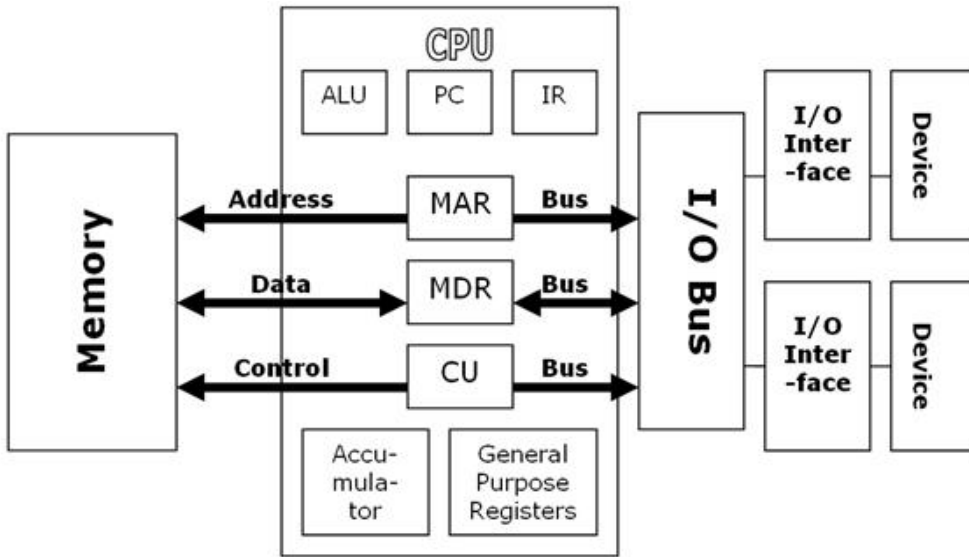 CPU
ALU
PC
IR
Memory
Address
MAR
Bus
Data
MDR
Bus
Control
CU
Bus
Accu-
mula-
tor
General
Purpose
Registers
I/O Bus
I/O
Inter
-face
Device
I/O
Inter
-face
Device